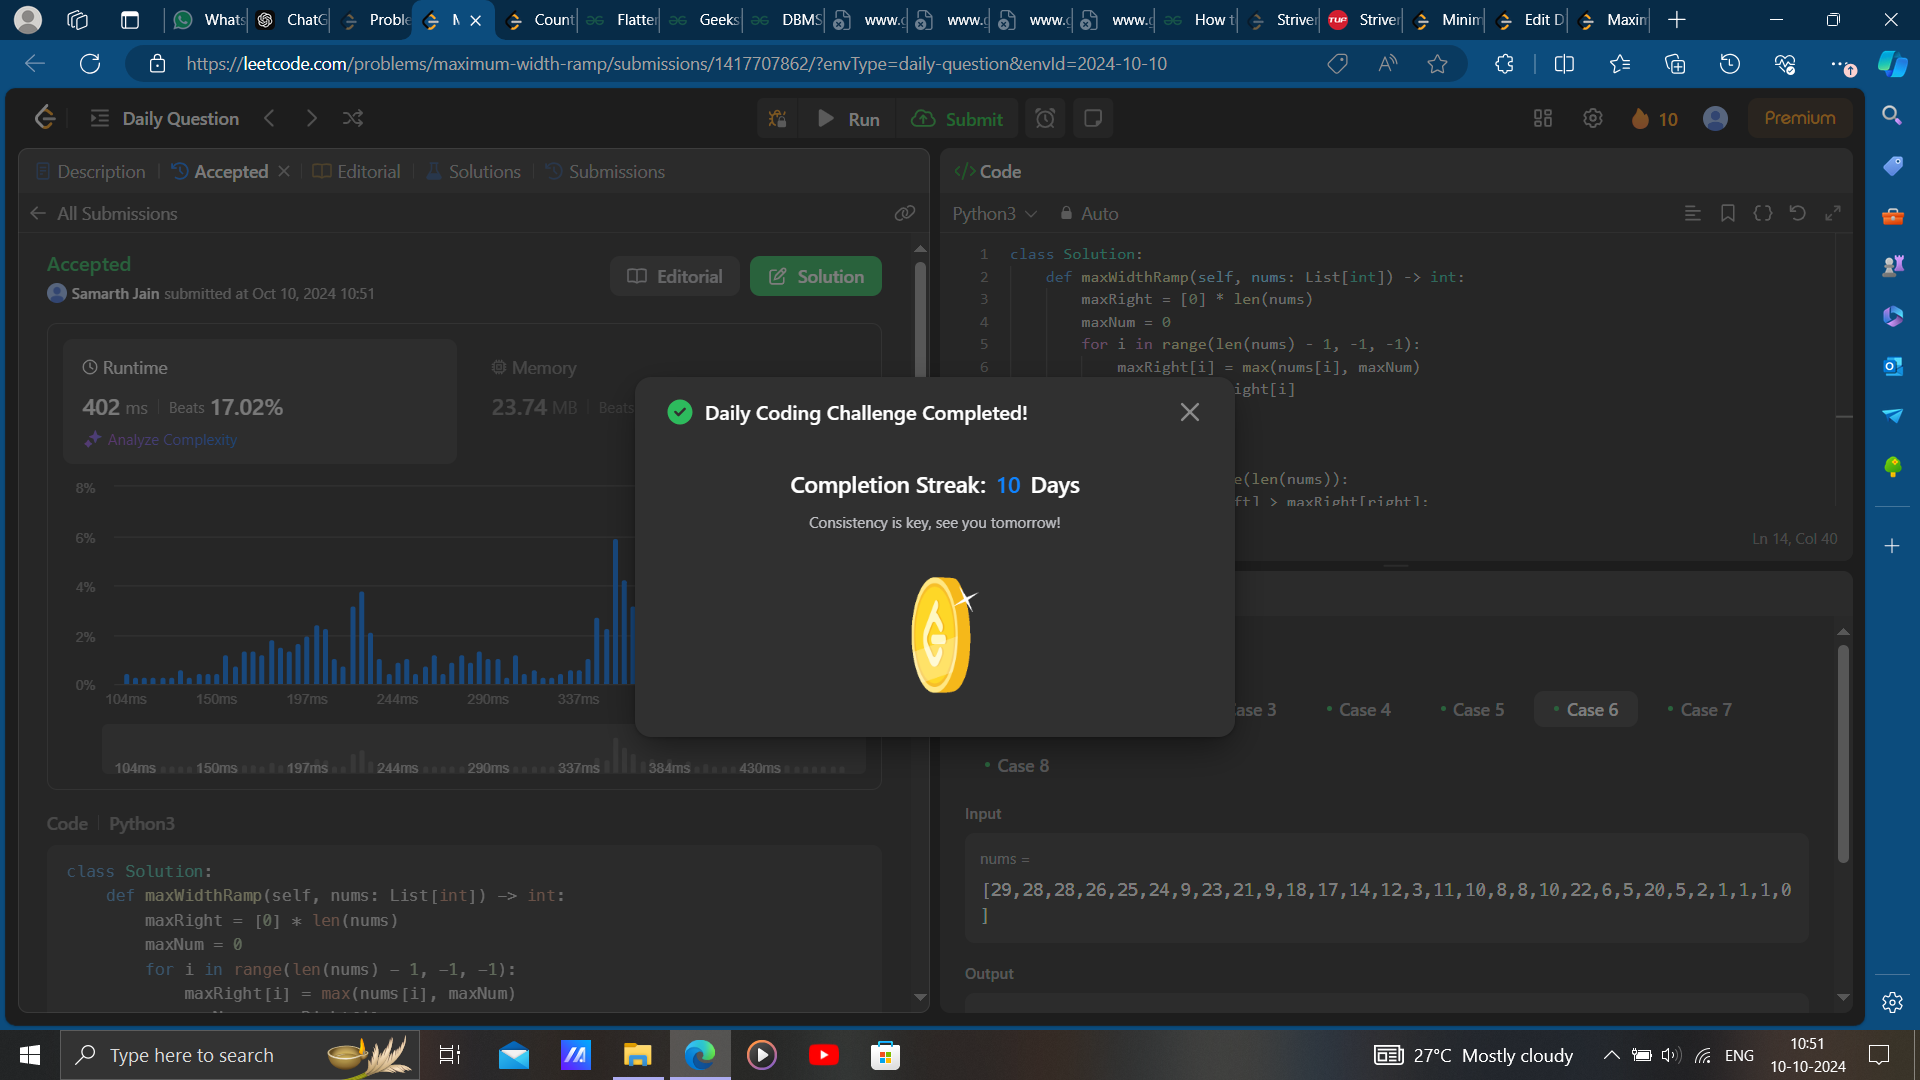 Whats
ChatG
Proble
M
Count
Flatter
Geeks
DBMS
www.g
www.
www.
www.g
How t
Striver
Striver
Minim
Edit D
Maxim
https://leetcode.com/problems/maximum-width-ramp/submissions/1417707862/?envType=daily-question&envId=2024-10-10
Daily Question
Run
Submit
10
Premium
Description
Accepted
Editorial
Solutions
Submissions
All Submissions
Accepted
Samarth Jain submitted at Oct 10, 2024 10:51
Editorial
Solution
Runtime
402 ms
Beats 17.02%
Analyze Complexity
Memory
23.74 MB
Beats
8%
6%
4%
2%
0%
104ms 150ms 197ms 244ms 290ms 337ms
104ms 150ms 197ms 244ms 290ms 337ms 384ms 430ms
Code
Python3
class Solution:
def maxWidthRamp(self, nums: List[int]) -> int:
maxRight = [0] * len(nums)
maxNum = 0
for i in range(len(nums) - 1, -1, -1):
maxRight[i] = max(nums[i], maxNum)
Daily Coding Challenge Completed!
Completion Streak: 10 Days
Consistency is key, see you tomorrow!
</> Code
Python3
Auto
1 class Solution:
2 def maxWidthRamp(self, nums: List[int]) -> int:
3 maxRight = [0] * len(nums)
4 maxNum = 0
5 for i in range(len(nums) - 1, -1, -1):
6 maxRight[i] = max(nums[i], maxNum)
ight[i]
e(len(nums)):
ft] > maxRight[right]:
Ln 14, Col 40
ase 3
Case 4
Case 5
Case 6
Case 7
Case 8
Input
nums =
[29,28,28,26,25,24,9,23,21,9,18,17,14,12,3,11,10,8,8,10,22,6,5,20,5,2,1,1,1,0
]
Output
Type here to search
27°C Mostly cloudy
ENG
10:51
10-10-2024